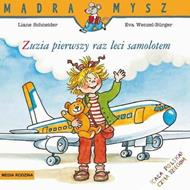 MĄDRA MYSZ
Liane Schneider
Eva Wenzel-Bürger
Zuzia pierwszy raz leci samolotem
MEDIA RODZINA